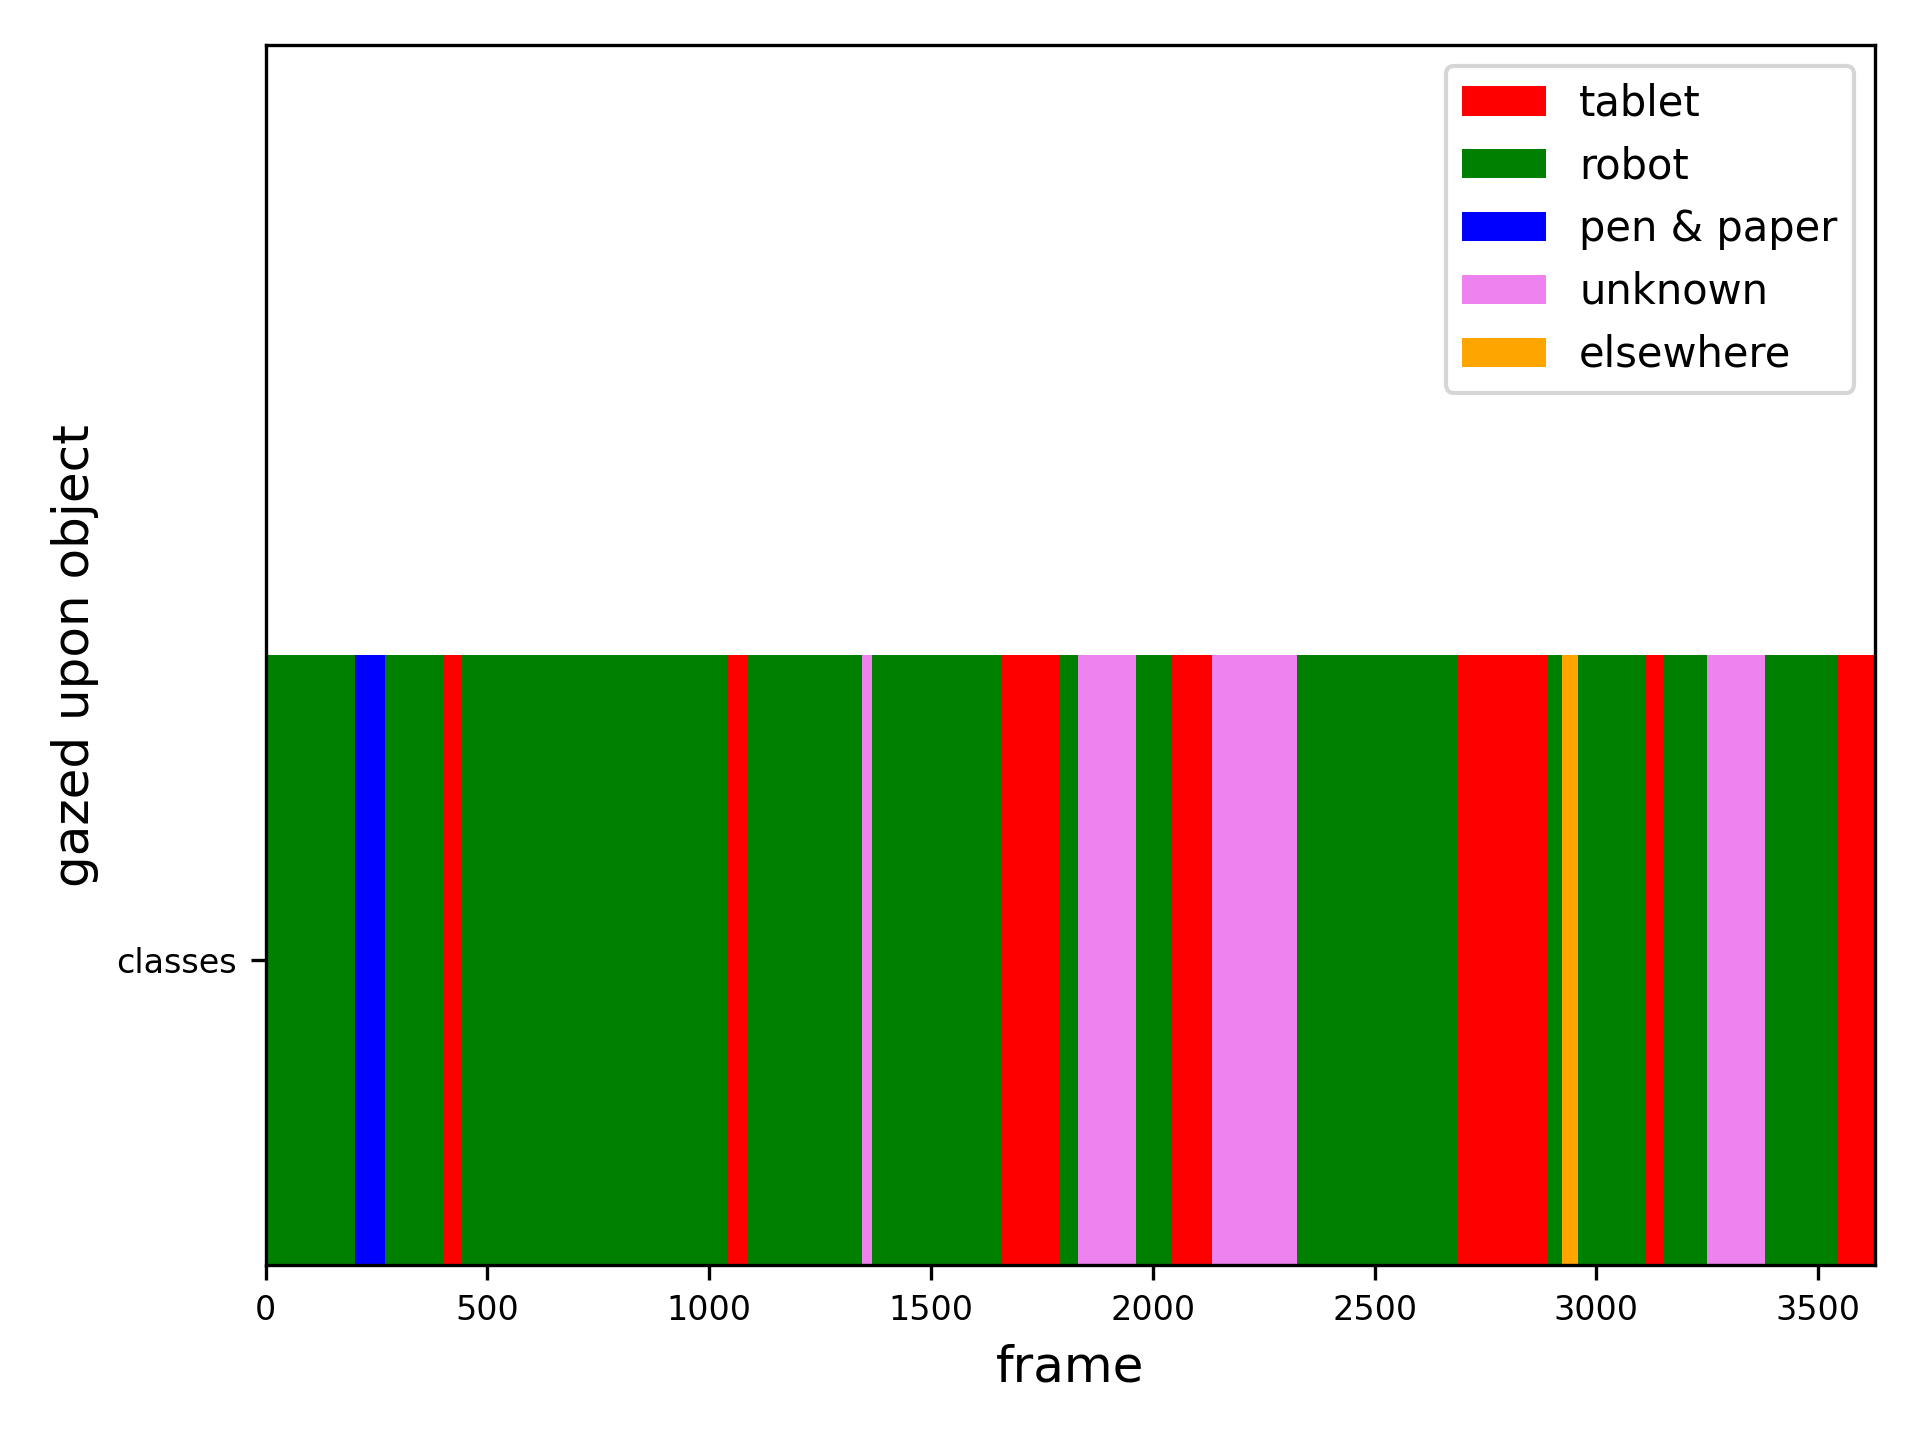 tablet
robot
pen & paper
unknown
elsewhere
gazed upon object
classes
0 500 1000 1500 2000 2500 3000 3500
frame